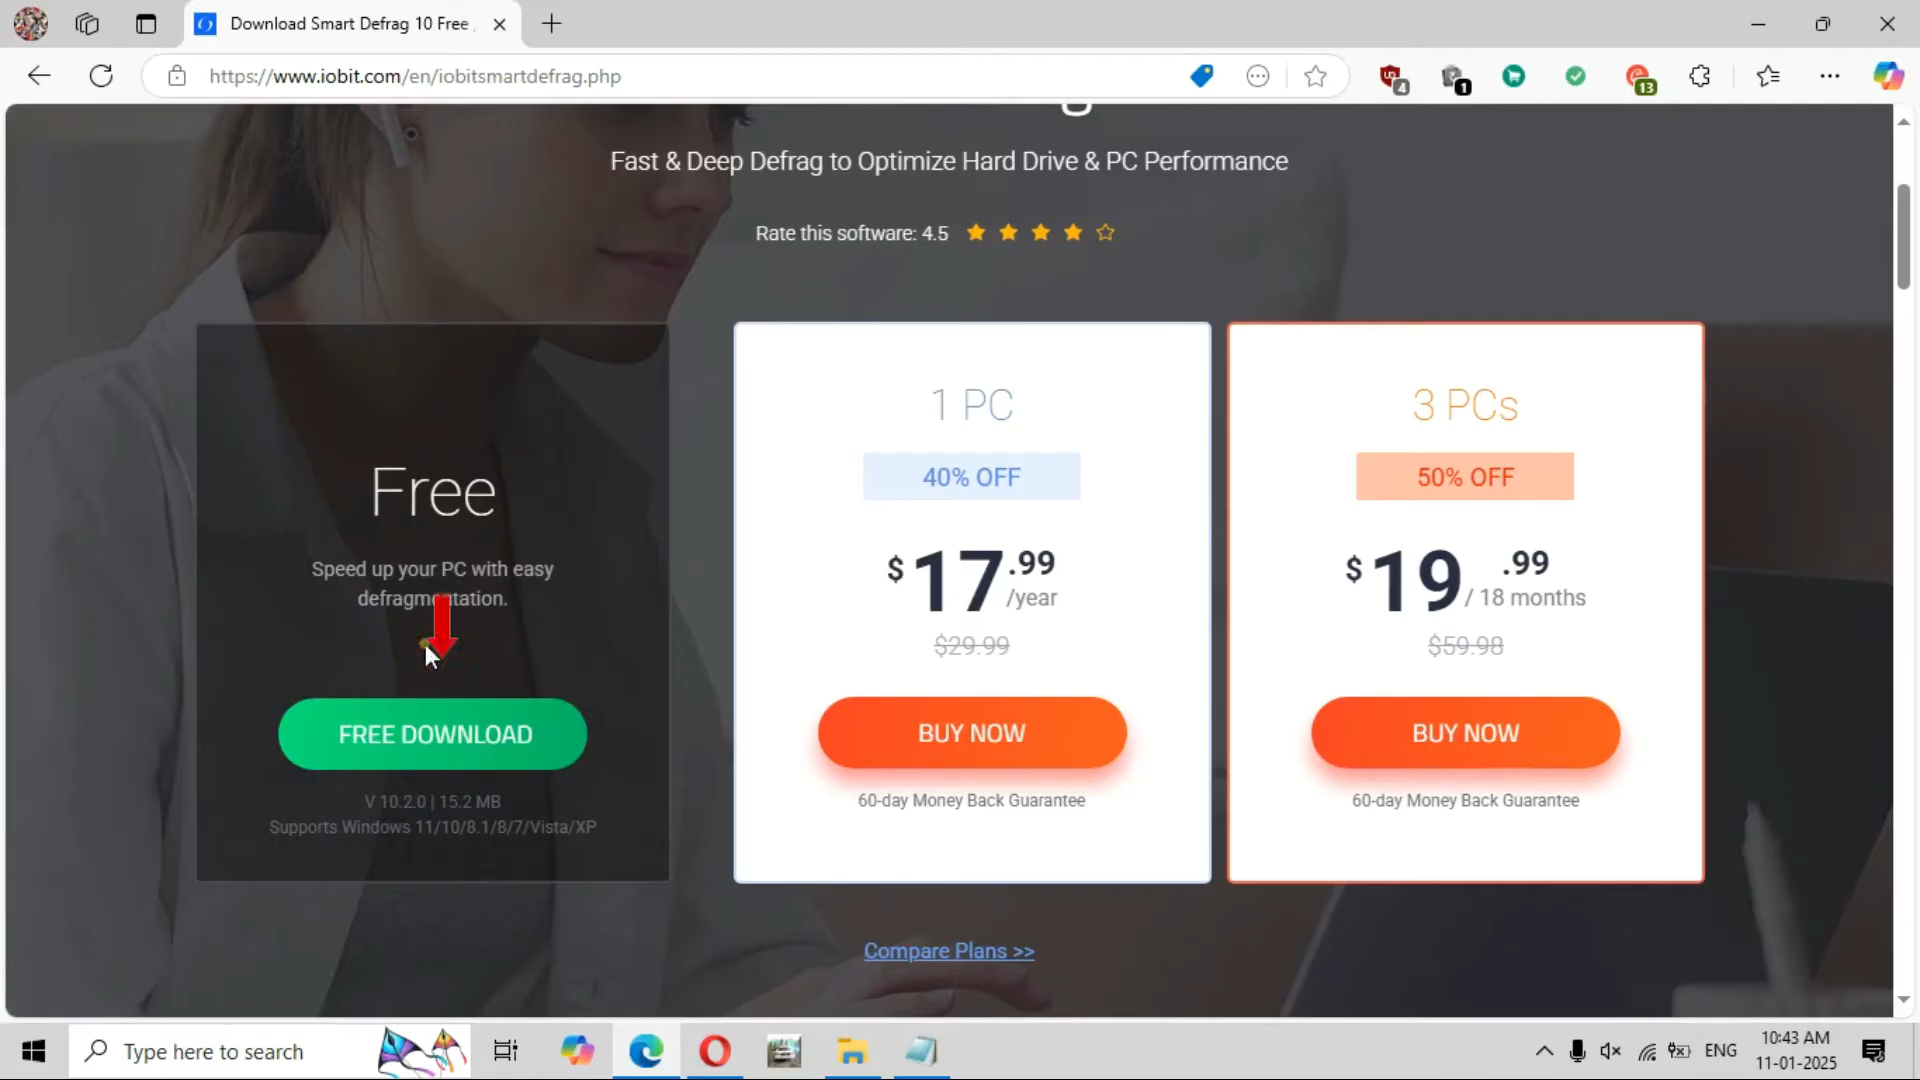 Download Smart Defrag 10 Free
https://www.iobit.com/en/iobitsmartdefrag.php
4
1
13
Fast & Deep Defrag to Optimize Hard Drive & PC Performance
Rate this software: 4.5
Free
Speed up your PC with easy
defragmentation.
FREE DOWNLOAD
V 10.2.0 | 15.2 MB
Supports Windows 11/10/8.1/8/7/Vista/XP
1 PC
40% OFF
$17.99
/year
$29.99
BUY NOW
60-day Money Back Guarantee
3 PCs
50% OFF
$19.99
/ 18 months
$59.98
BUY NOW
60-day Money Back Guarantee
Compare Plans >>
Type here to search
ENG
10:43 AM
11-01-2025